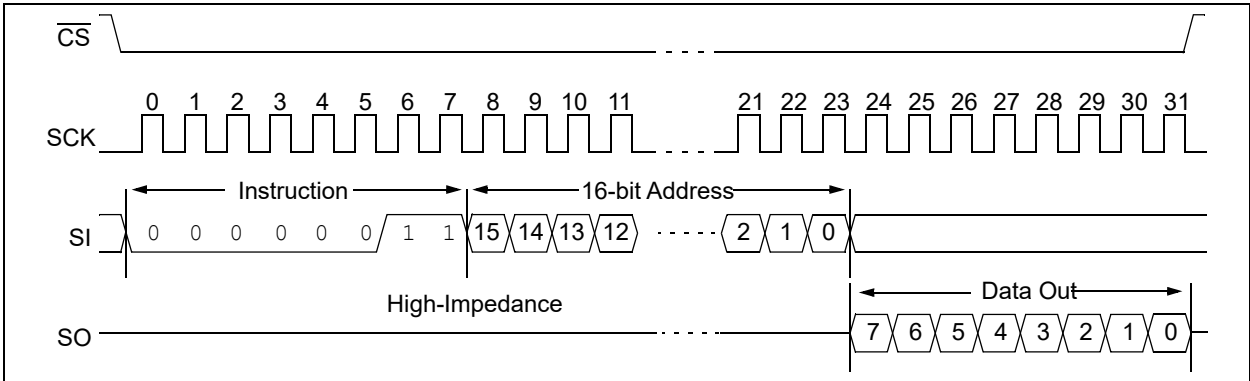 CS
0 1 2 3 4 5 6 7 8 9 10 11 21 22 23 24 25 26 27 28 29 30 31
SCK
Instruction 16-bit Address
SI 0 0 0 0 0 0 1 1 15 14 13 12 2 1 0
High-Impedance Data Out
SO 7 6 5 4 3 2 1 0